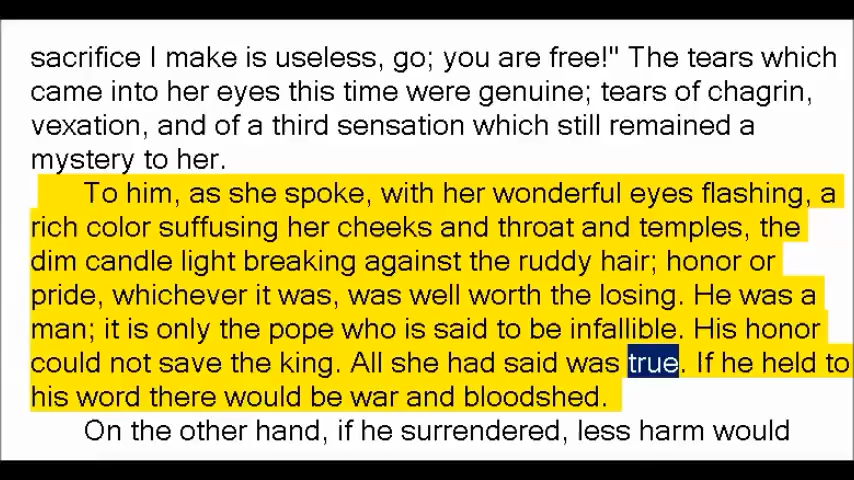 sacrifice I make is useless, go; you are free!" The tears which
came into her eyes this time were genuine; tears of chagrin,
vexation, and of a third sensation which still remained a
mystery to her.
To him, as she spoke, with her wonderful eyes flashing, a
rich color suffusing her cheeks and throat and temples, the
dim candle light breaking against the ruddy hair; honor or
pride, whichever it was, was well worth the losing. He was a
man; it is only the pope who is said to be infallible. His honor
could not save the king. All she had said was true. If he held to
his word there would be war and bloodshed.
On the other hand, if he surrendered, less harm would